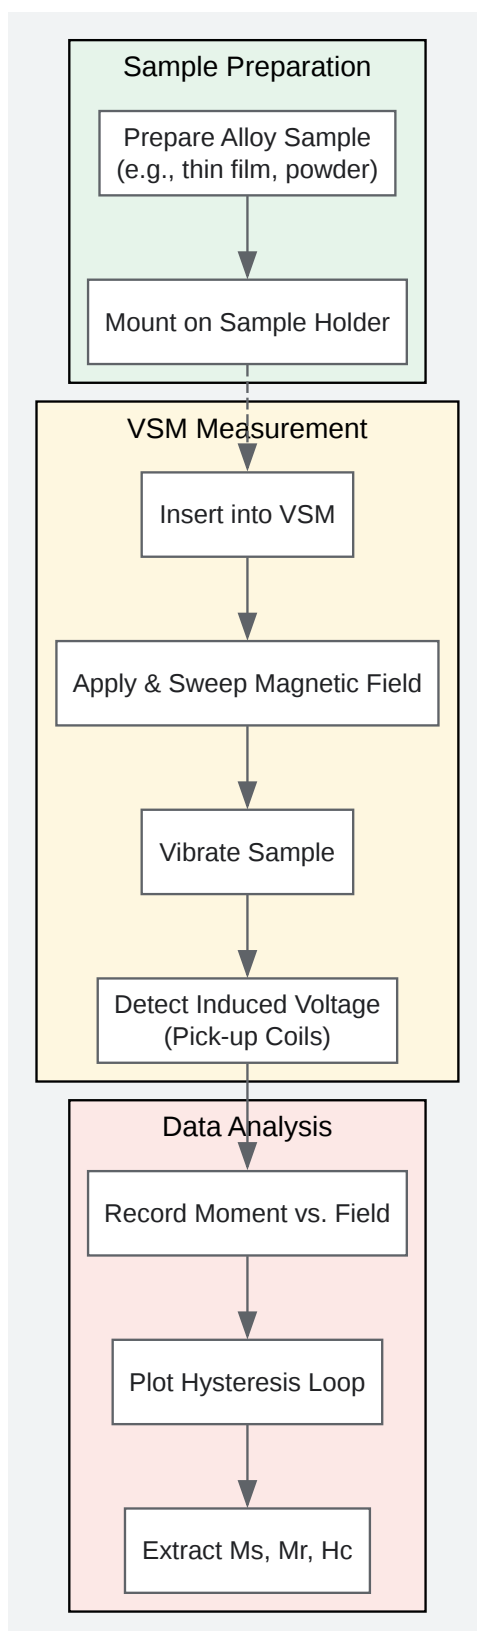 Sample Preparation
Prepare Alloy Sample
(e.g., thin film, powder)
Mount on Sample Holder
VSM Measurement
Insert into VSM
Apply & Sweep Magnetic Field
Vibrate Sample
Detect Induced Voltage
(Pick-up Coils)
Data Analysis
Record Moment vs. Field
Plot Hysteresis Loop
Extract Ms, Mr, Hc